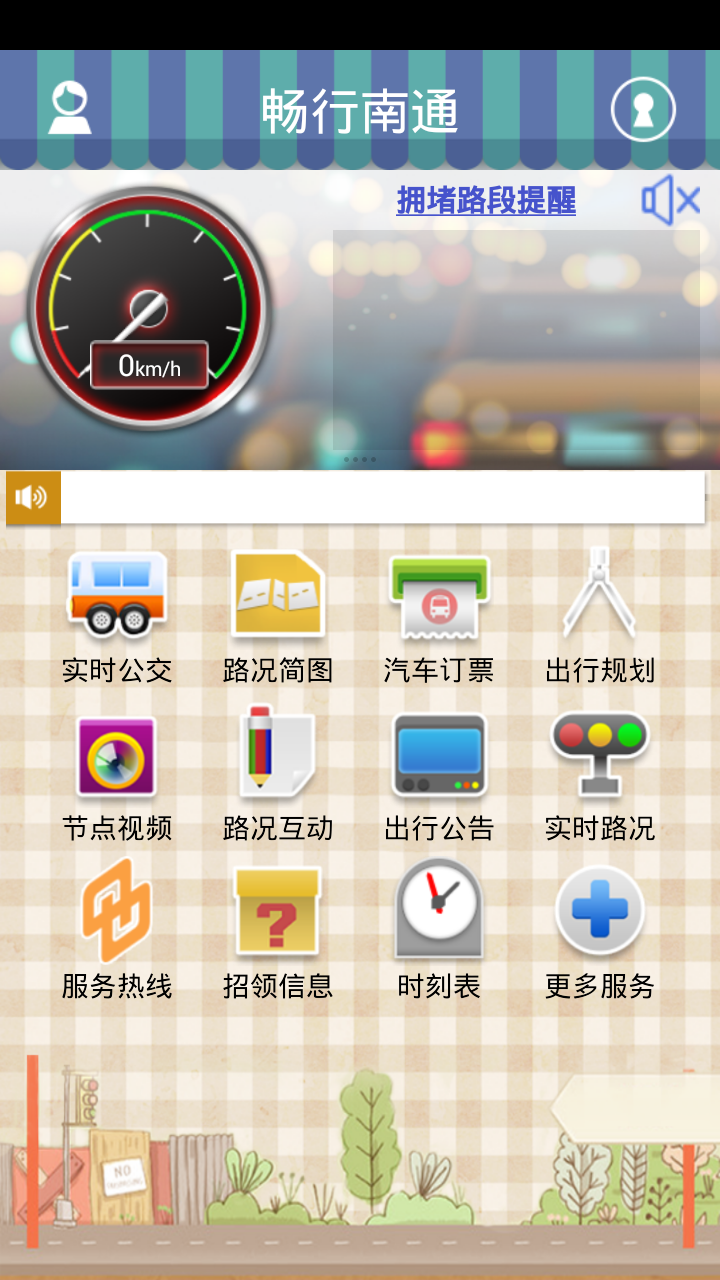 畅行南通
拥堵路段提醒
0km/h
实时公交
路况简图
汽车订票
出行规划
节点视频
路况互动
出行公告
实时路况
服务热线
招领信息
时刻表
更多服务
NO